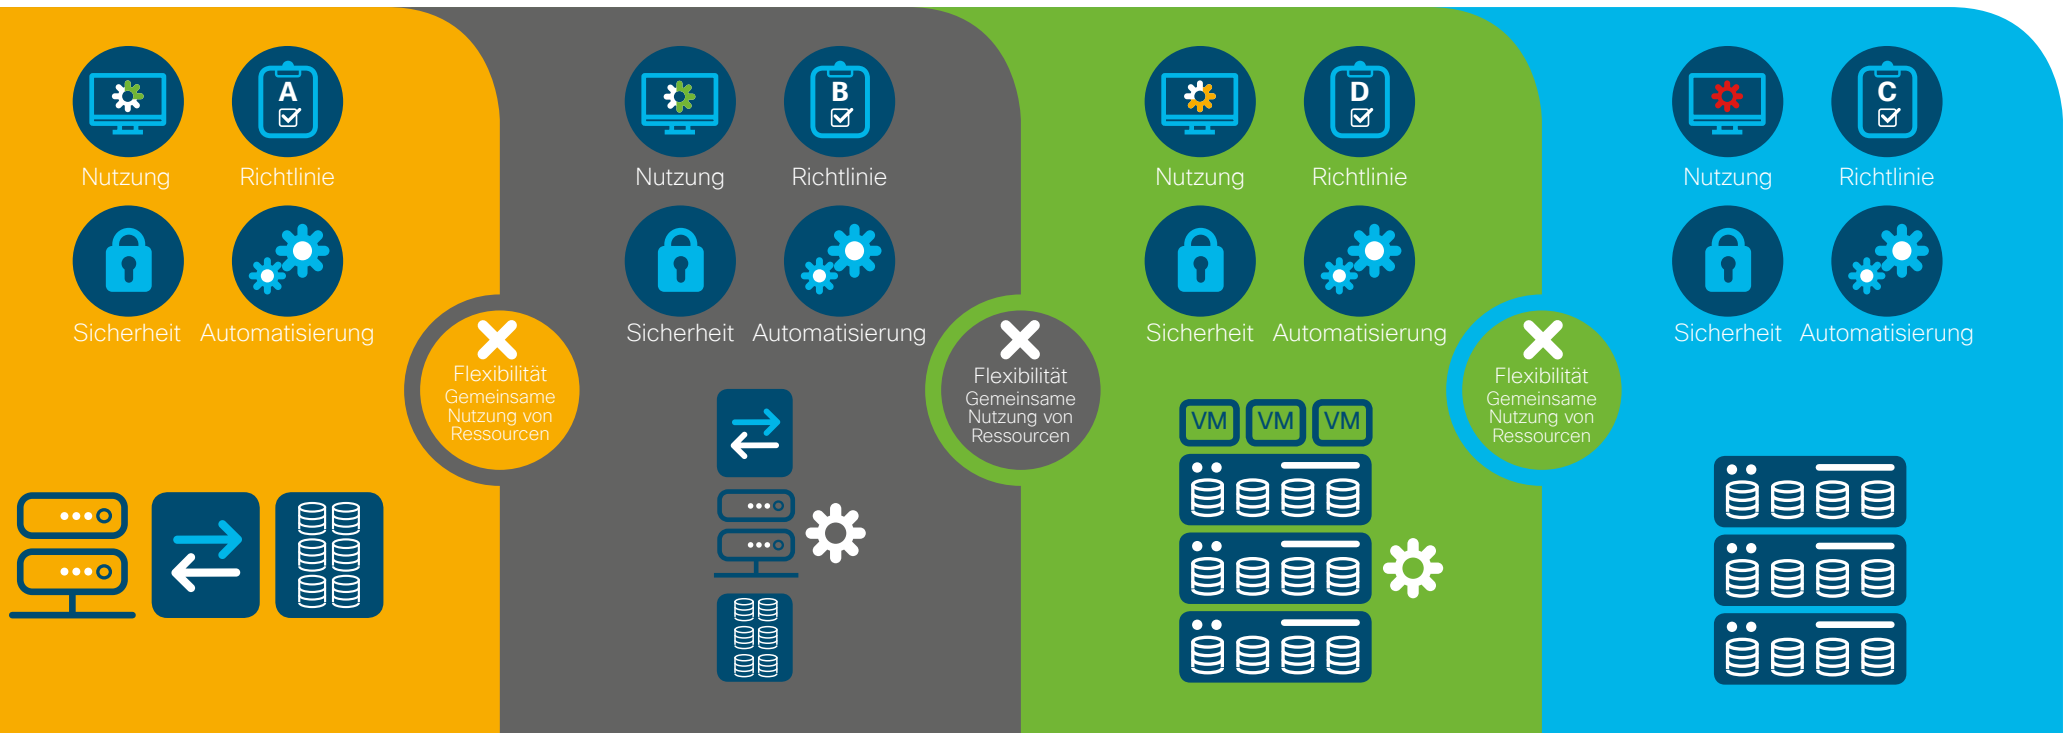 A
Nutzung
Richtlinie
Sicherheit
Automatisierung
Flexibilität
Gemeinsame
Nutzung von
Ressourcen
B
Nutzung
Richtlinie
Sicherheit
Automatisierung
Flexibilität
Gemeinsame
Nutzung von
Ressourcen
D
Nutzung
Richtlinie
Sicherheit
Automatisierung
VM VM VM
Flexibilität
Gemeinsame
Nutzung von
Ressourcen
C
Nutzung
Richtlinie
Sicherheit
Automatisierung